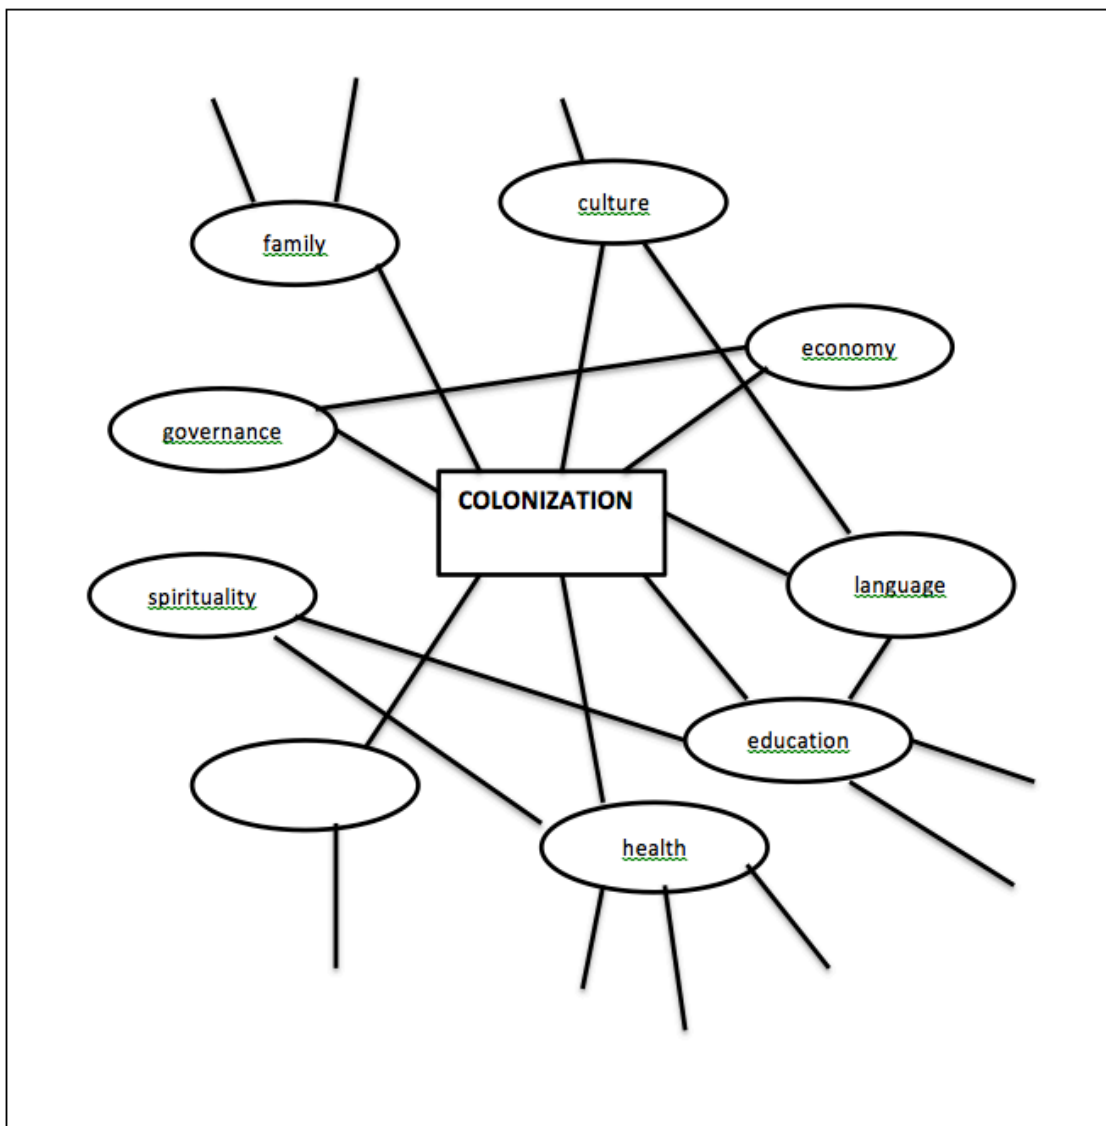 culture
family
economy
governance
COLONIZATION
language
spirituality
education
health